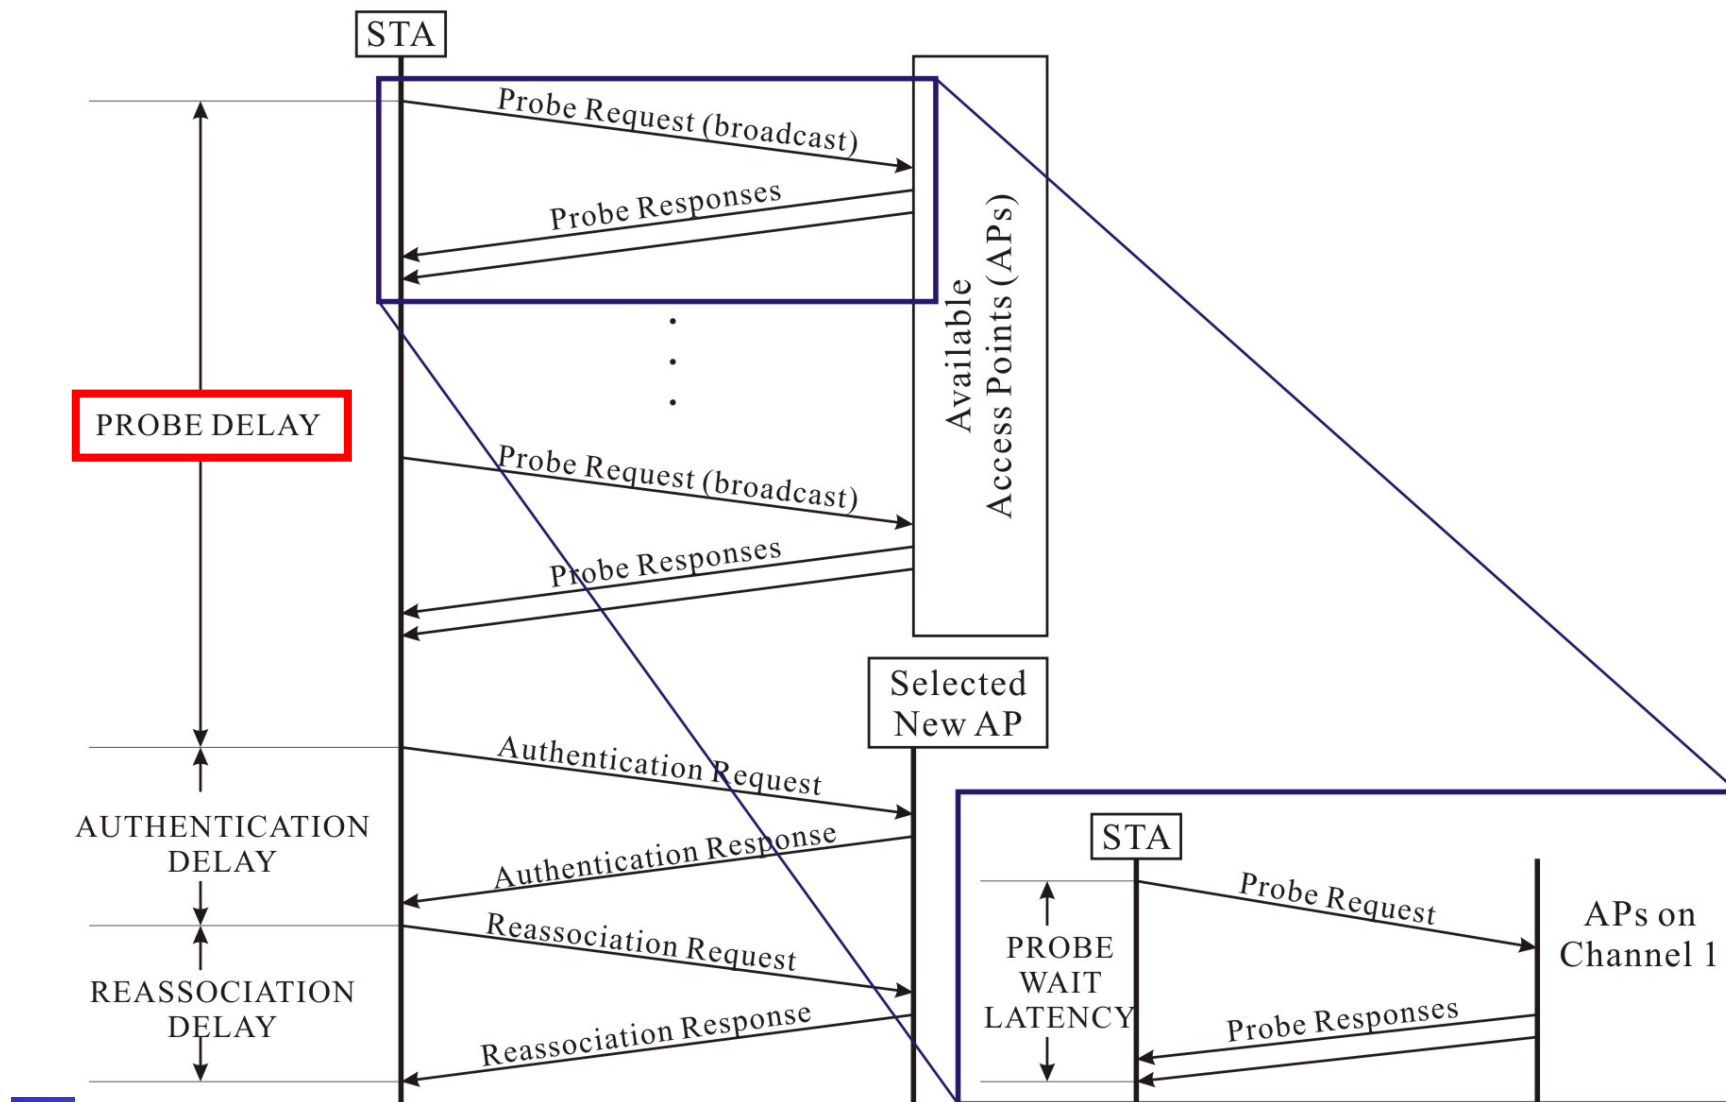 STA
Probe Request (broadcast)
Probe Responses
Available
Access Points (APs)
PROBE DELAY
Probe Request (broadcast)
Probe Responses
Selected
New AP
Authentication Request
AUTHENTICATION
DELAY
Authentication Response
Reassociation Request
REASSOCIATION
DELAY
Reassociation Response
STA
Probe Request
APs on
Channel 1
PROBE
WAIT
LATENCY
Probe Responses